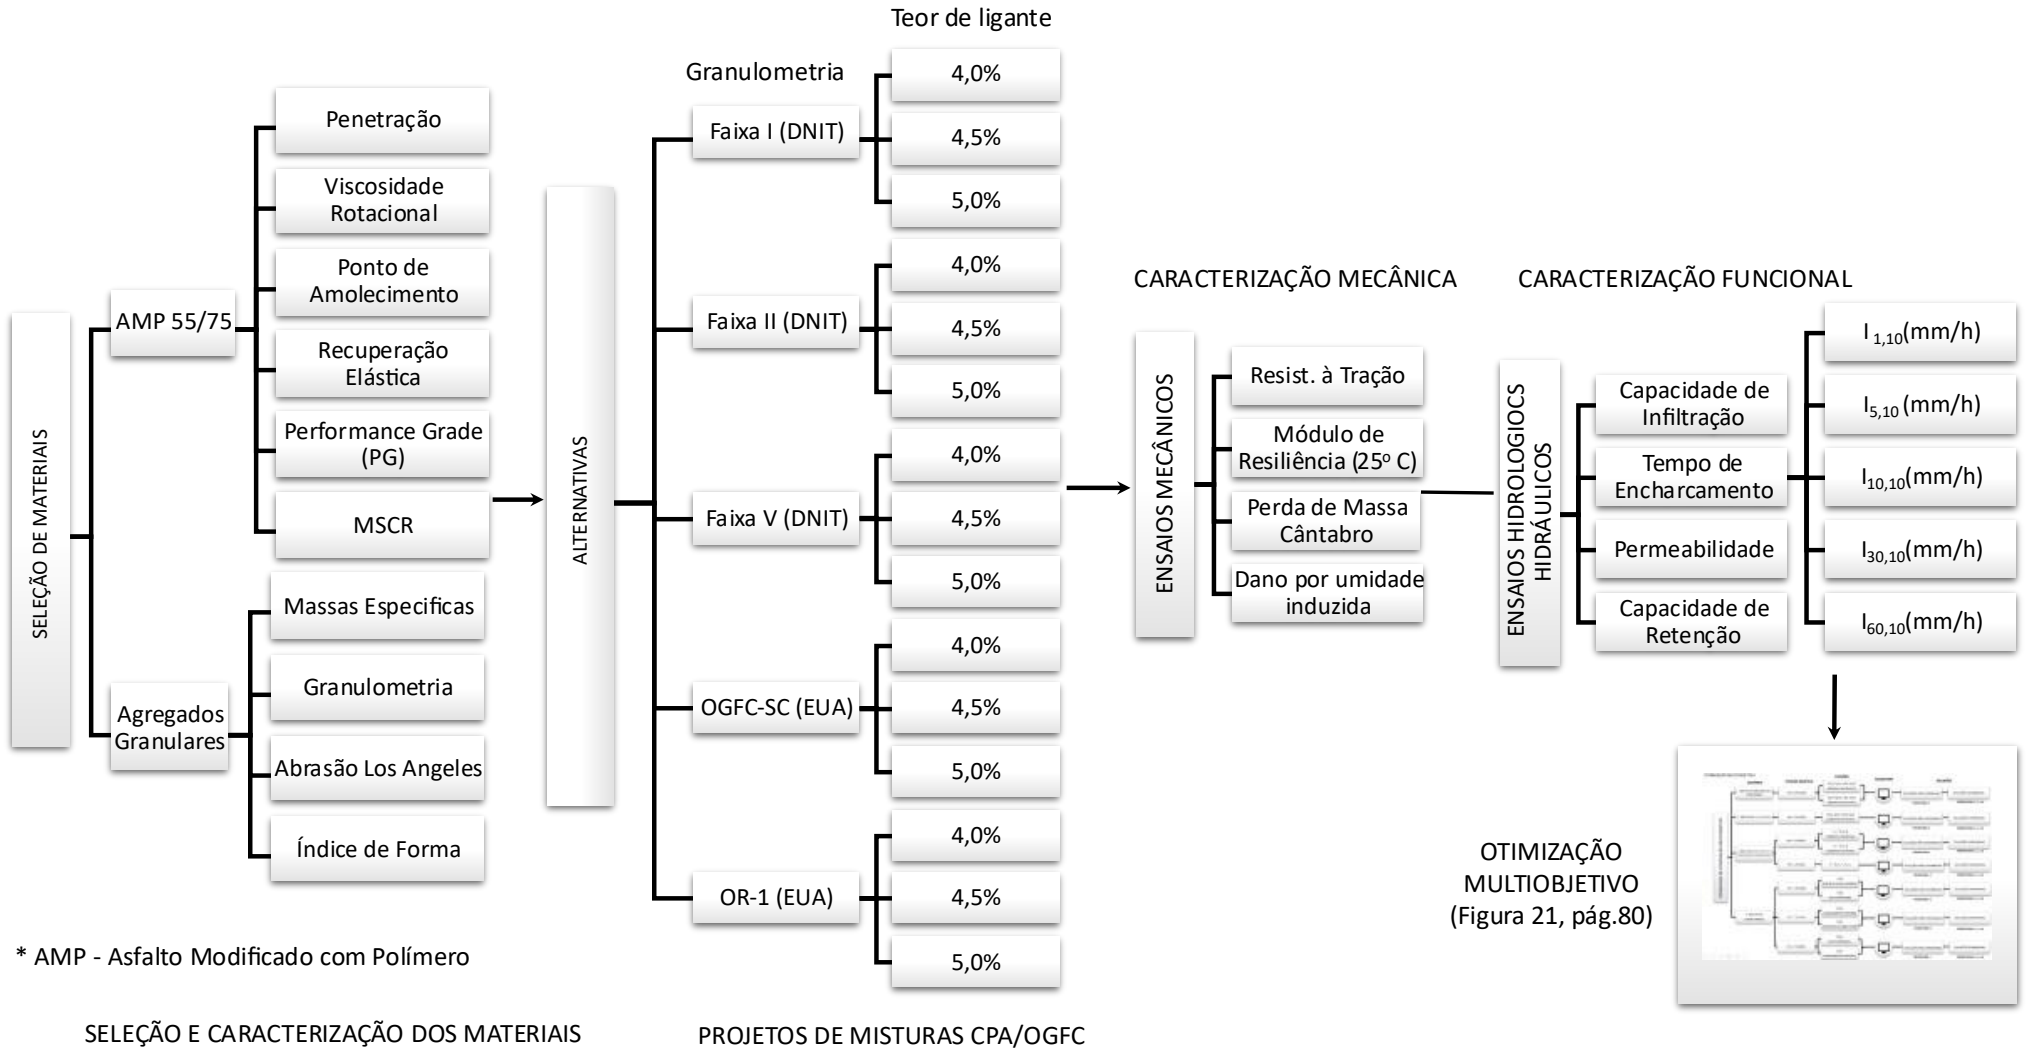 SELEÇÃO DE MATERIAIS
AMP 55/75
Penetração
Viscosidade
Rotacional
Ponto de
Amolecimento
Recuperação
Elástica
Performance Grade
(PG)
MSCR
Agregados
Granulares
Massas Especificas
Granulometria
Abrasão Los Angeles
Índice de Forma
* AMP - Asfalto Modificado com Polímero
SELEÇÃO E CARACTERIZAÇÃO DOS MATERIAIS
ALTERNATIVAS
Granulometria
Teor de ligante
Faixa I (DNIT)
4,0%
4,5%
5,0%
Faixa II (DNIT)
4,0%
4,5%
5,0%
Faixa V (DNIT)
4,0%
4,5%
5,0%
OGFC-SC (EUA)
4,0%
4,5%
5,0%
OR-1 (EUA)
4,0%
4,5%
5,0%
PROJETOS DE MISTURAS CPA/OGFC
CARACTERIZAÇÃO MECÂNICA
ENSAIOS MECÂNICOS
Resist. à Tração
Módulo de
Resiliência (25º C)
Perda de Massa
Cântabro
Dano por umidade
induzida
CARACTERIZAÇÃO FUNCIONAL
ENSAIOS HIDROLOGIOCS
HIDRÁULICOS
Capacidade de
Infiltração
Tempo de
Encharcamento
Permeabilidade
Capacidade de
Retenção
I 1,10(mm/h)
I5,10 (mm/h)
I10,10(mm/h)
I30,10(mm/h)
I60,10(mm/h)
OTIMIZAÇÃO
MULTIOBJETIVO
(Figura 21, pág.80)